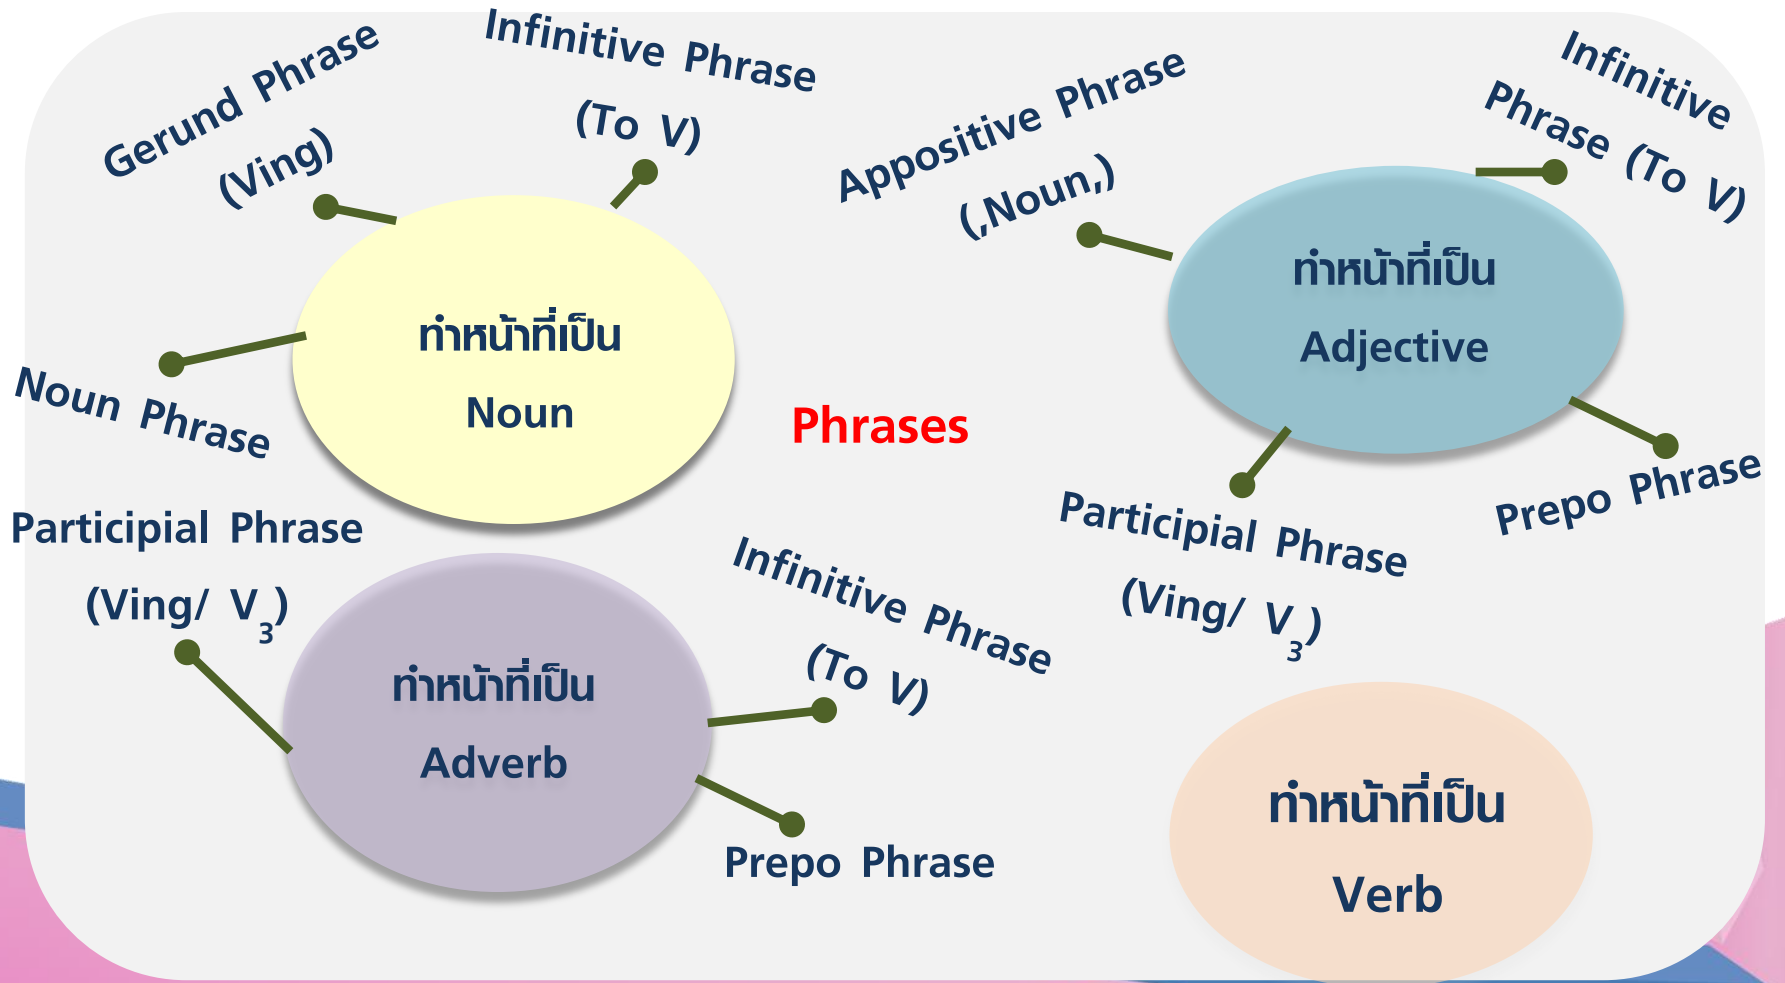 Gerund Phrase
(Ving)
Infinitive Phrase
(To V)
Noun Phrase
ทำหน้าที่เป็น
Noun
Appositive Phrase
(,Noun,)
Infinitive
Phrase (To V)
ทำหน้าที่เป็น
Adjective
Participial Phrase
(Ving/ V₃)
Prepo Phrase
Phrases
Participial Phrase
(Ving/ V₃)
ทำหน้าที่เป็น
Adverb
Infinitive Phrase
(To V)
Prepo Phrase
ทำหน้าที่เป็น
Verb